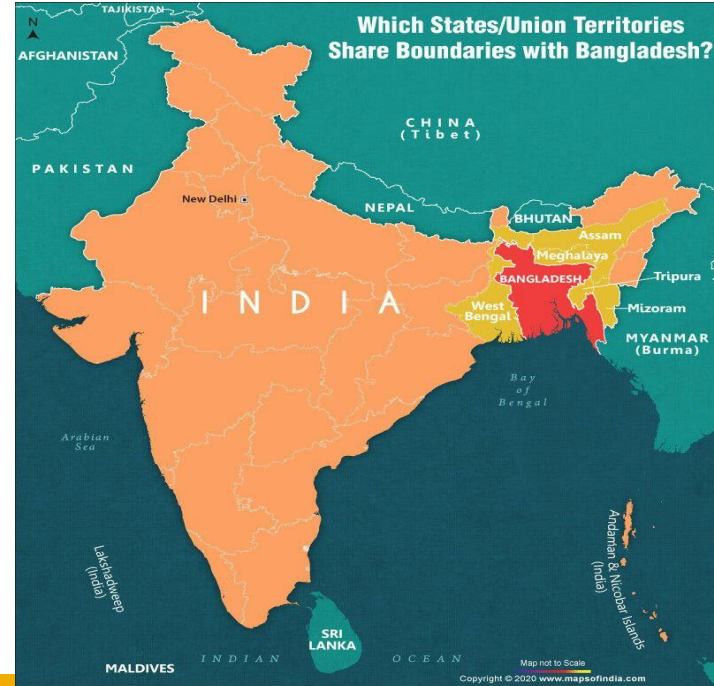 Which States/Union Territories
Share Boundaries with Bangladesh?
N
TAJIKISTAN
AFGHANISTAN
CHINA
(Tibet)
PAKISTAN
New Delhi
NEPAL
BHUTAN
Assam
Meghalaya
BANGLADESH
Tripura
West
Bengal
Mizoram
INDIA
MYANMAR
(Burma)
Bay
of
Bengal
Arabian
Sea
Lakshadweep
(India)
Andaman & Nicobar Islands
(India)
SRI
LANKA
INDIAN OCEAN
MALDIVES
Map not to Scale
Copyright © 2020 www.mapsofindia.com